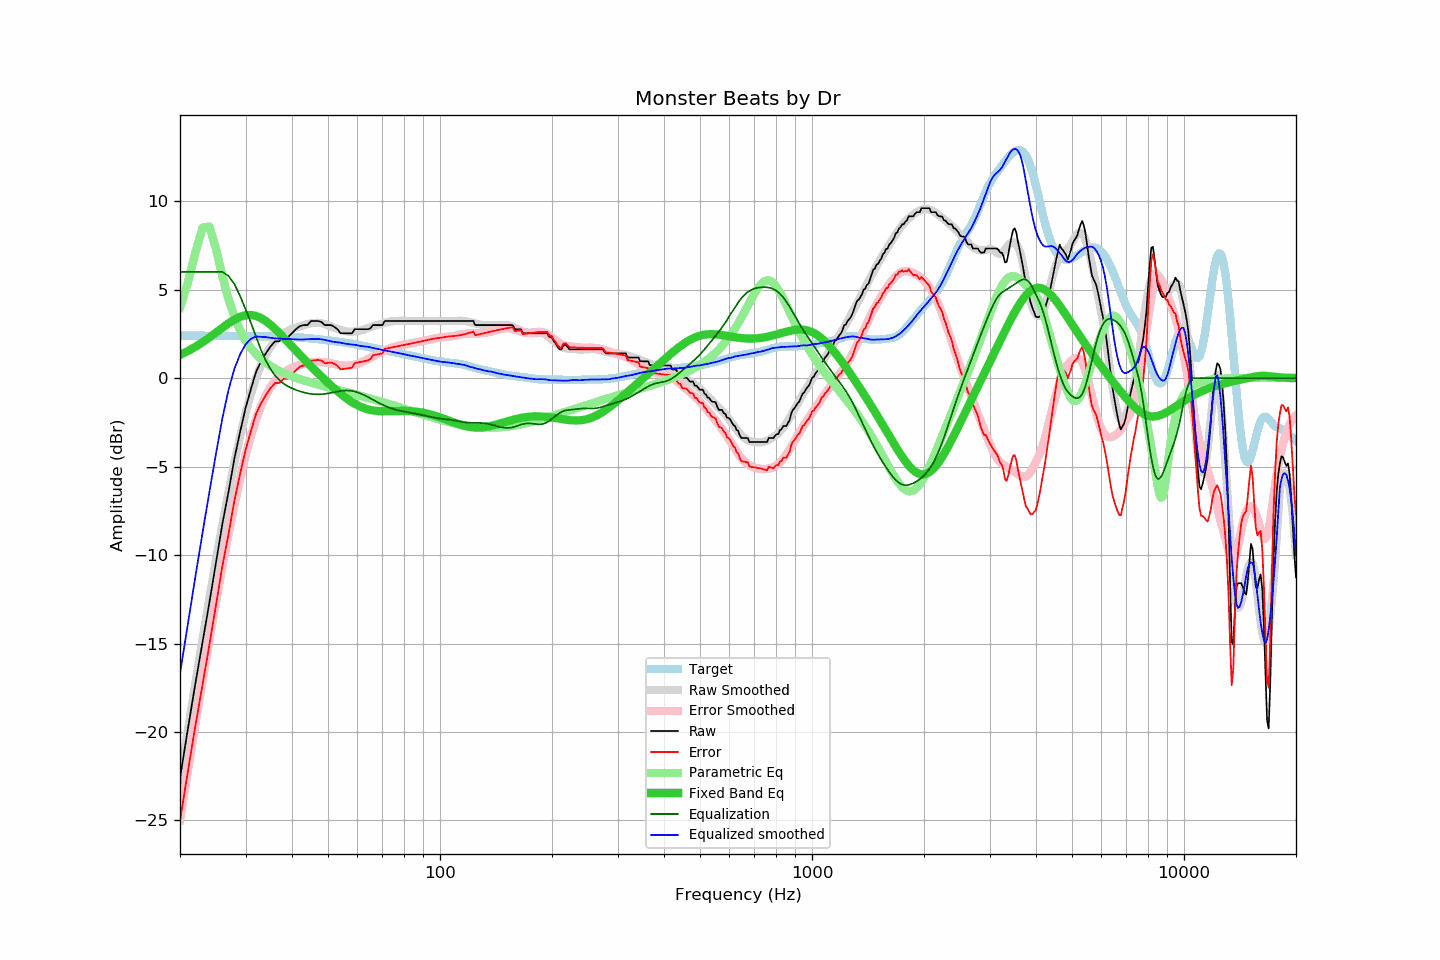 Monster Beats by Dr
Amplitude (dBr)
10
5
0
−5
−10
−15
−20
−25
Target
Raw Smoothed
Error Smoothed
Raw
Error
Parametric Eq
Fixed Band Eq
Equalization
Equalized smoothed
100
1000
10000
Frequency (Hz)